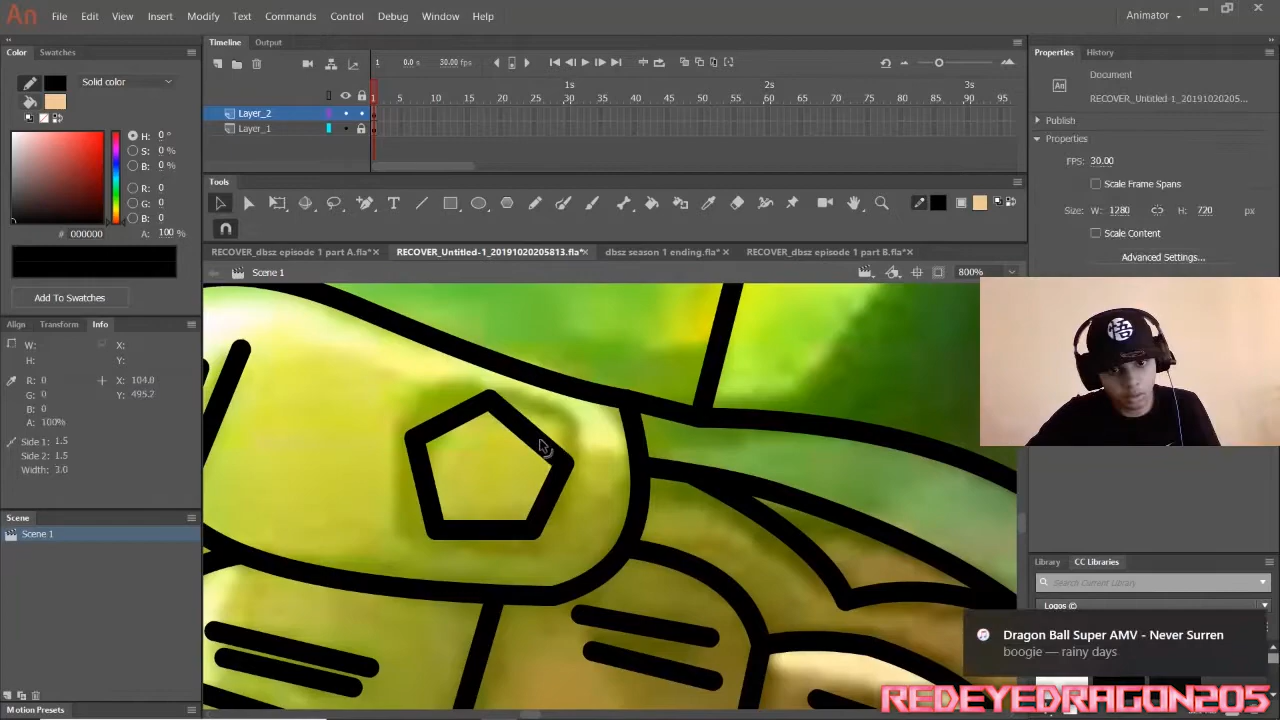 An File Edit View Insert Modify Text Commands Control Debug Window Help Animator
Color Swatches
Solid color
H: 0 °
S: 0 %
B: 0 %
R: 0
G: 0
B: 0
# 000000 A: 100 %
Add To Swatches
Align Transform Info
W: X:
H: Y:
R: 0 X: 104.0
G: 0 Y: 495.2
B: 0
A: 100%
Side 1: 1.5
Side 2: 1.5
Width: 3.0
Scene
Scene 1
Motion Presets
Timeline Output
1 0.0 s 30.00 fps
1s 2s 3s
1 5 10 15 20 25 30 35 40 45 50 55 60 65 70 75 80 85 90 95
Layer_2
Layer_1
Tools
RECOVER_dbsz episode 1 part A.fla* RECOVER_Untitled-1_20191020205813.fla* dbsz season 1 ending.fla* RECOVER_dbsz episode 1 part B.fla*
Scene 1 800%
Properties History
An Document
RECOVER_Untitled-1_20191020205...
Publish
Properties
FPS: 30.00
Scale Frame Spans
Size: W: 1280 H: 720 px
Scale Content
Advanced Settings...
Library CC Libraries
Search Current Library
Logos
Dragon Ball Super AMV - Never Surren
boogie — rainy days
REDEYEDRAGON205